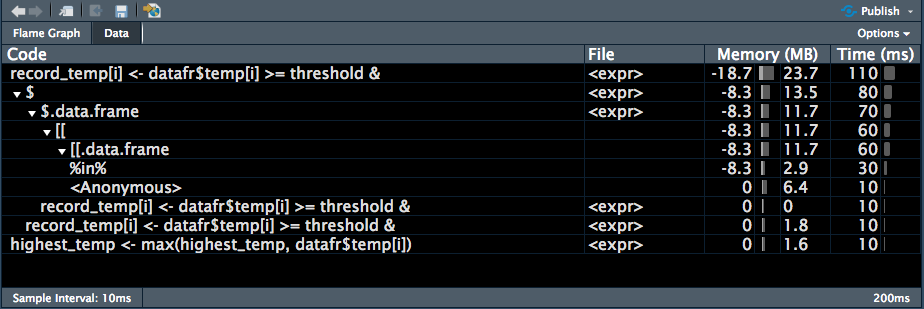 Publish
Flame Graph Data Options
Code File Memory (MB) Time (ms)
record_temp[i] <- datafr$temp[i] >= threshold & <expr> -18.7 23.7 110
$ <expr> -8.3 13.5 80
$.data.frame <expr> -8.3 11.7 70
[[ -8.3 11.7 60
[[.data.frame -8.3 11.7 60
%in% -8.3 2.9 30
<Anonymous> 0 6.4 10
record_temp[i] <- datafr$temp[i] >= threshold & <expr> 0 0 10
record_temp[i] <- datafr$temp[i] >= threshold & <expr> 0 1.8 10
highest_temp <- max(highest_temp, datafr$temp[i]) <expr> 0 1.6 10
Sample Interval: 10ms 200ms